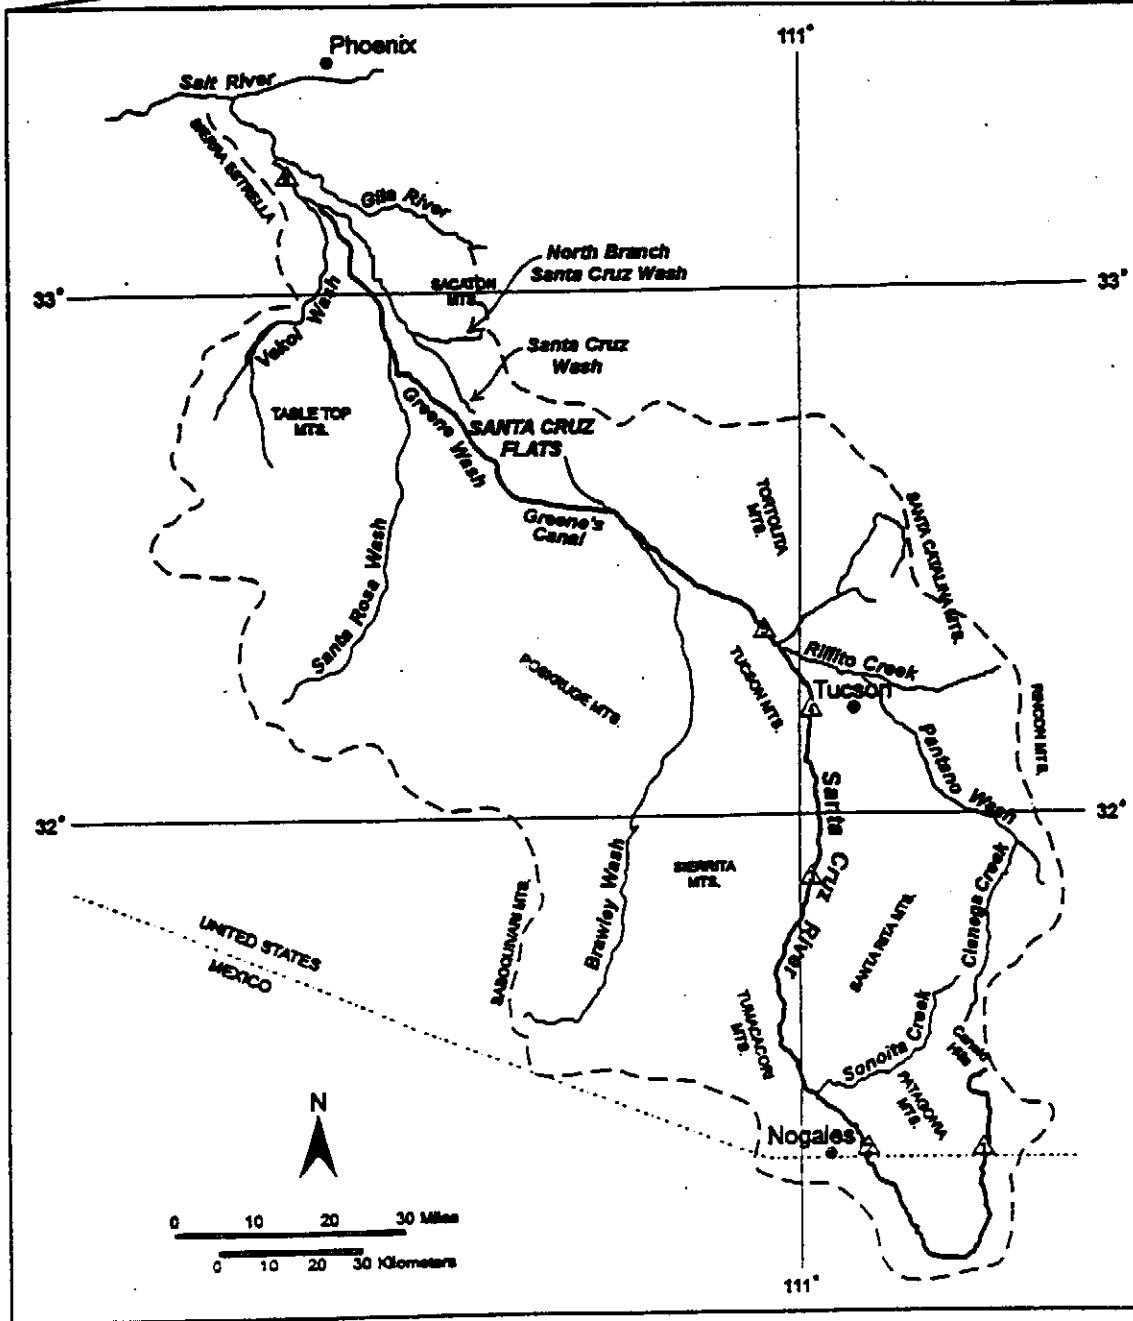 111°
Phoenix
Salt River
SIERRA ESTRELLA
Gila River
North Branch
Santa Cruz Wash
SACATON
MTS.
33°
33°
Vekol Wash
Santa Cruz
Wash
TABLE TOP
MTS.
Greene Wash
SANTA CRUZ
FLATS
Greene's
Canal
TORTOLITA
MTS.
SANTA CATALINA MTS.
Santa Rosa Wash
Rillito Creek
TUCSON MTS.
Tucson
RINCON MTS.
Pantano Wash
32°
32°
Santa Cruz River
SIERRITA
MTS.
Brawley Wash
BABOQUIVARI MTS.
Cienega Creek
SANTA RITA MTS.
UNITED STATES
MEXICO
TUMACACORI
MTS.
Sonoita Creek
Canelo
Hills
PATAGONIA
MTS.
Nogales
N
0 10 20 30 Miles
0 10 20 30 Kilometers
111°